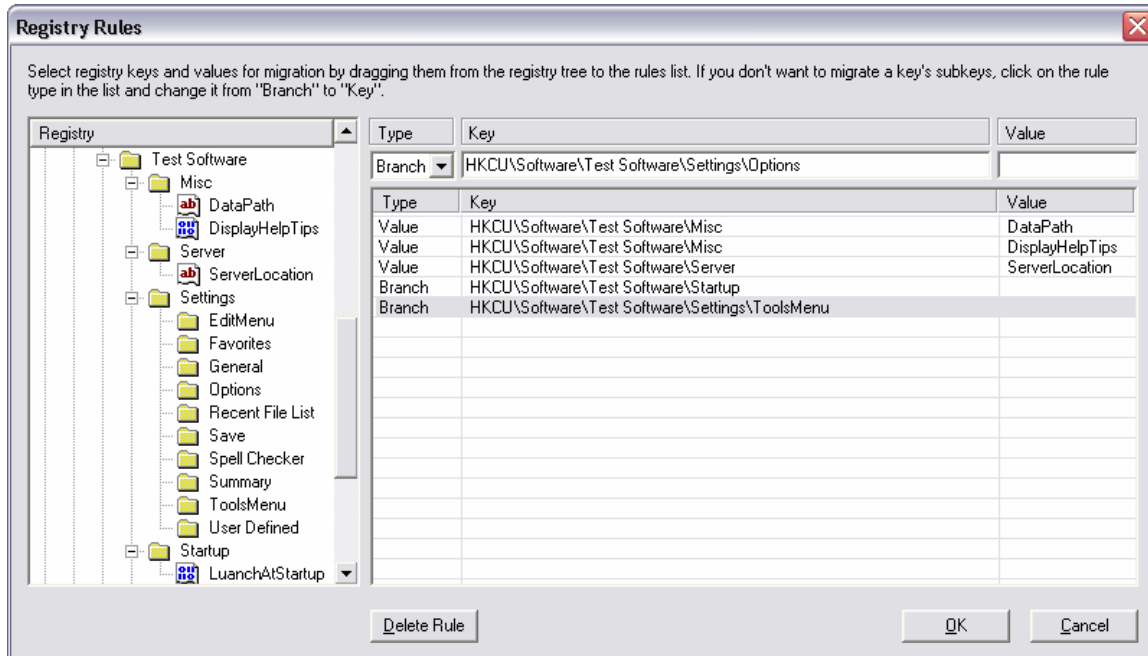 Registry Rules
Select registry keys and values for migration by dragging them from the registry tree to the rules list. If you don't want to migrate a key's subkeys, click on the rule
type in the list and change it from "Branch" to "Key".
Registry
Test Software
Misc
DataPath
DisplayHelpTips
Server
ServerLocation
Settings
EditMenu
Favorites
General
Options
Recent File List
Save
Spell Checker
Summary
ToolsMenu
User Defined
Startup
LuanchAtStartup
Type Key Value
Branch HKCU\Software\Test Software\Settings\Options
Type Key Value
Value HKCU\Software\Test Software\Misc DataPath
Value HKCU\Software\Test Software\Misc DisplayHelpTips
Value HKCU\Software\Test Software\Server ServerLocation
Branch HKCU\Software\Test Software\Startup
Branch HKCU\Software\Test Software\Settings\ToolsMenu
Delete Rule OK Cancel